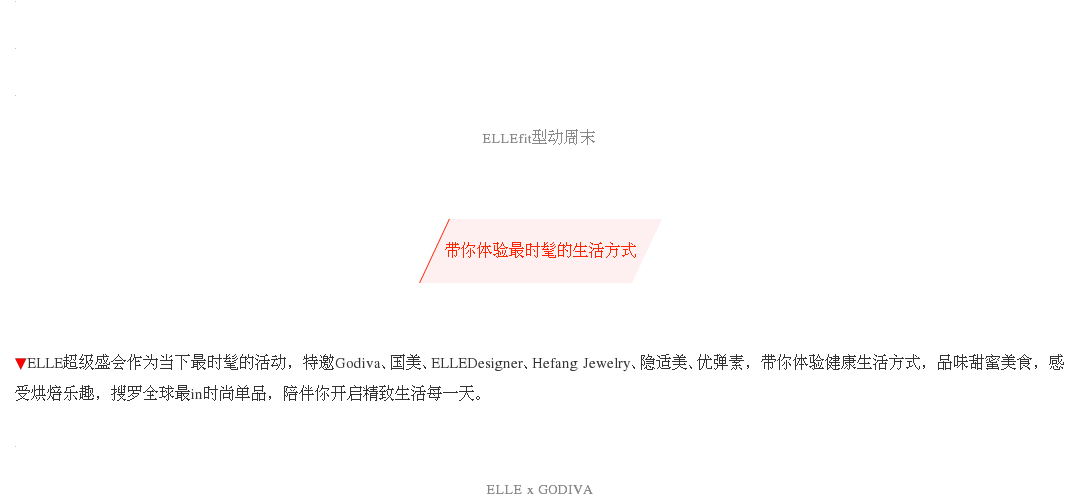 ELLEfit型动周末
带你体验最时髦的生活方式
▼ELLE超级盛会作为当下最时髦的活动，特邀Godiva、国美、ELLEDesigner、Hefang Jewelry、隐适美、优弹素，带你体验健康生活方式，品味甜蜜美食，感
受烘焙乐趣，搜罗全球最in时尚单品，陪伴你开启精致生活每一天。
ELLE x GODIVA